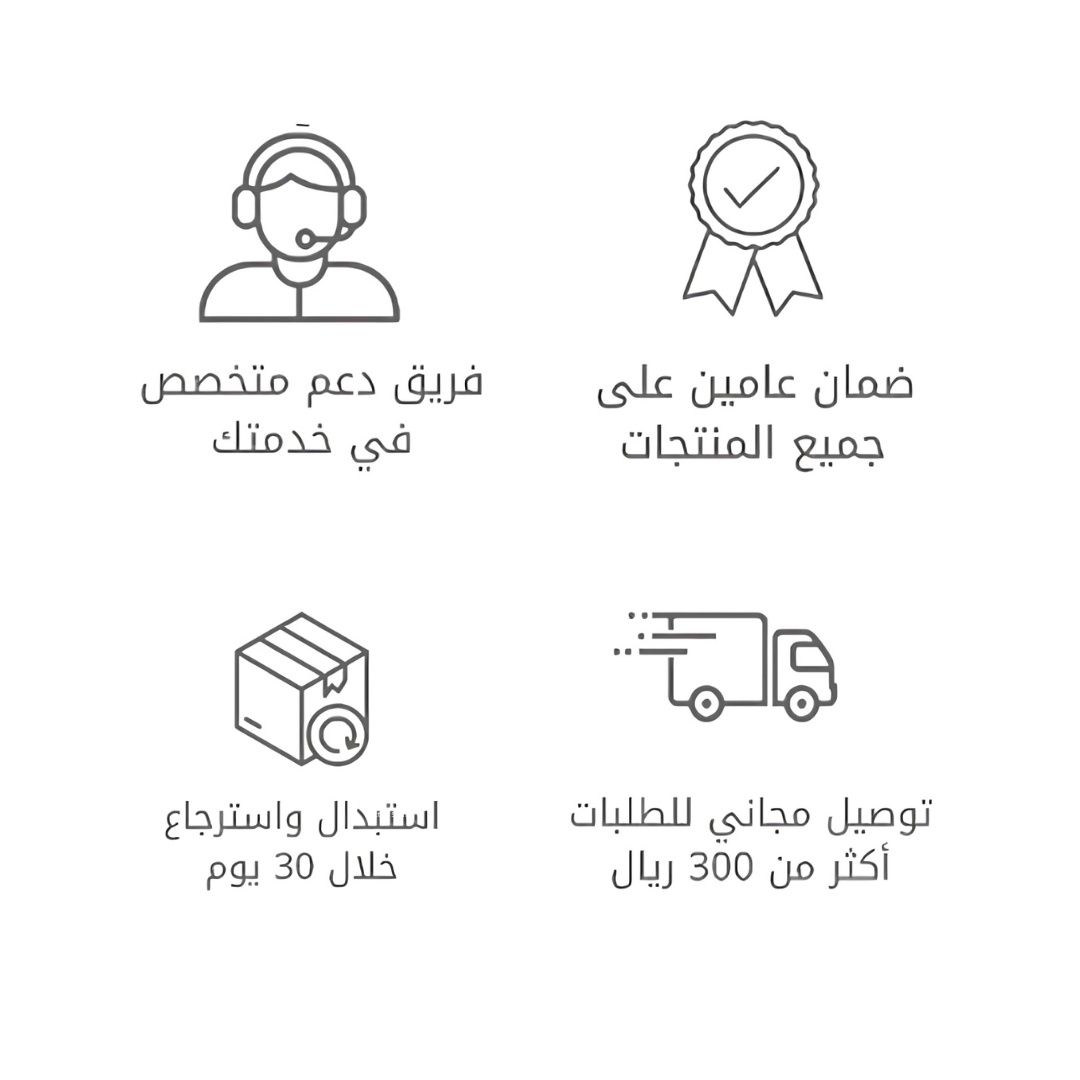 ضمان عامين على
جميع المنتجات
فريق دعم متخصص
في خدمتك
توصيل مجاني للطلبات
أكثر من 300 ريال
استبدال واسترجاع
خلال 30 يوم